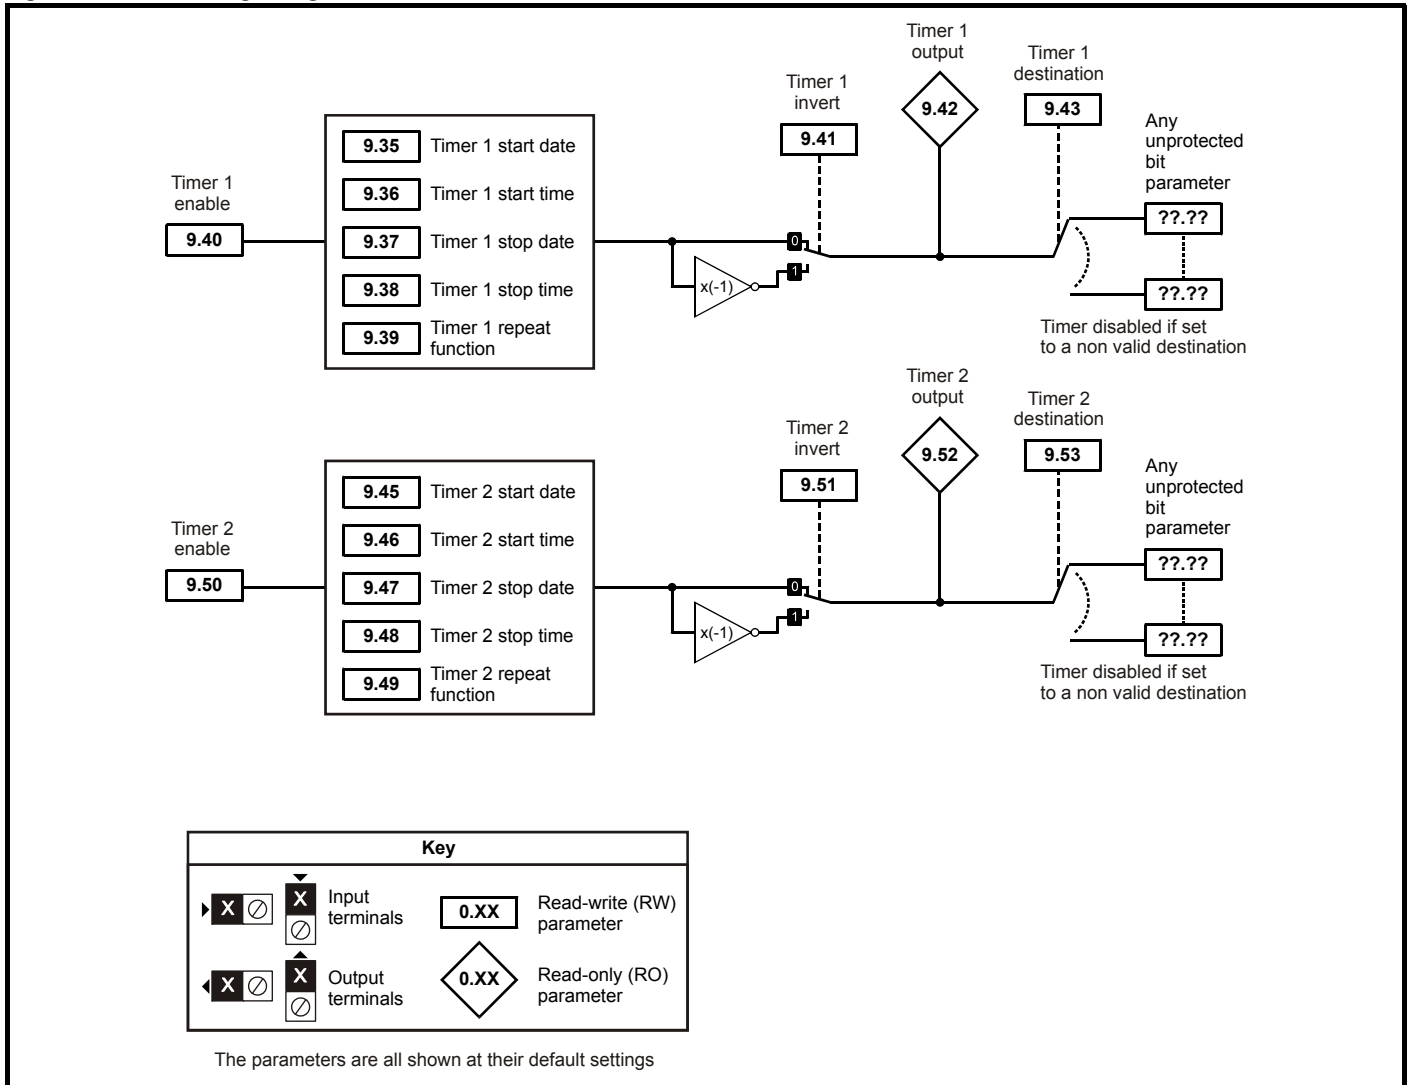 Timer 1
output
Timer 1
destination
Timer 1
invert
9.42
9.43
9.41
Any
unprotected
bit
parameter
9.35 Timer 1 start date
9.36 Timer 1 start time
Timer 1
enable
9.40
9.37 Timer 1 stop date
9.38 Timer 1 stop time
9.39 Timer 1 repeat
function
0
1
x(-1)
??.??
??.??
Timer disabled if set
to a non valid destination
Timer 2
output
Timer 2
destination
Timer 2
invert
9.52
9.53
9.51
Any
unprotected
bit
parameter
9.45 Timer 2 start date
9.46 Timer 2 start time
Timer 2
enable
9.50
9.47 Timer 2 stop date
9.48 Timer 2 stop time
9.49 Timer 2 repeat
function
0
1
x(-1)
??.??
??.??
Timer disabled if set
to a non valid destination
Key
X
X
Input
terminals
0.XX
Read-write (RW)
parameter
X
X
Output
terminals
0.XX
Read-only (RO)
parameter
The parameters are all shown at their default settings